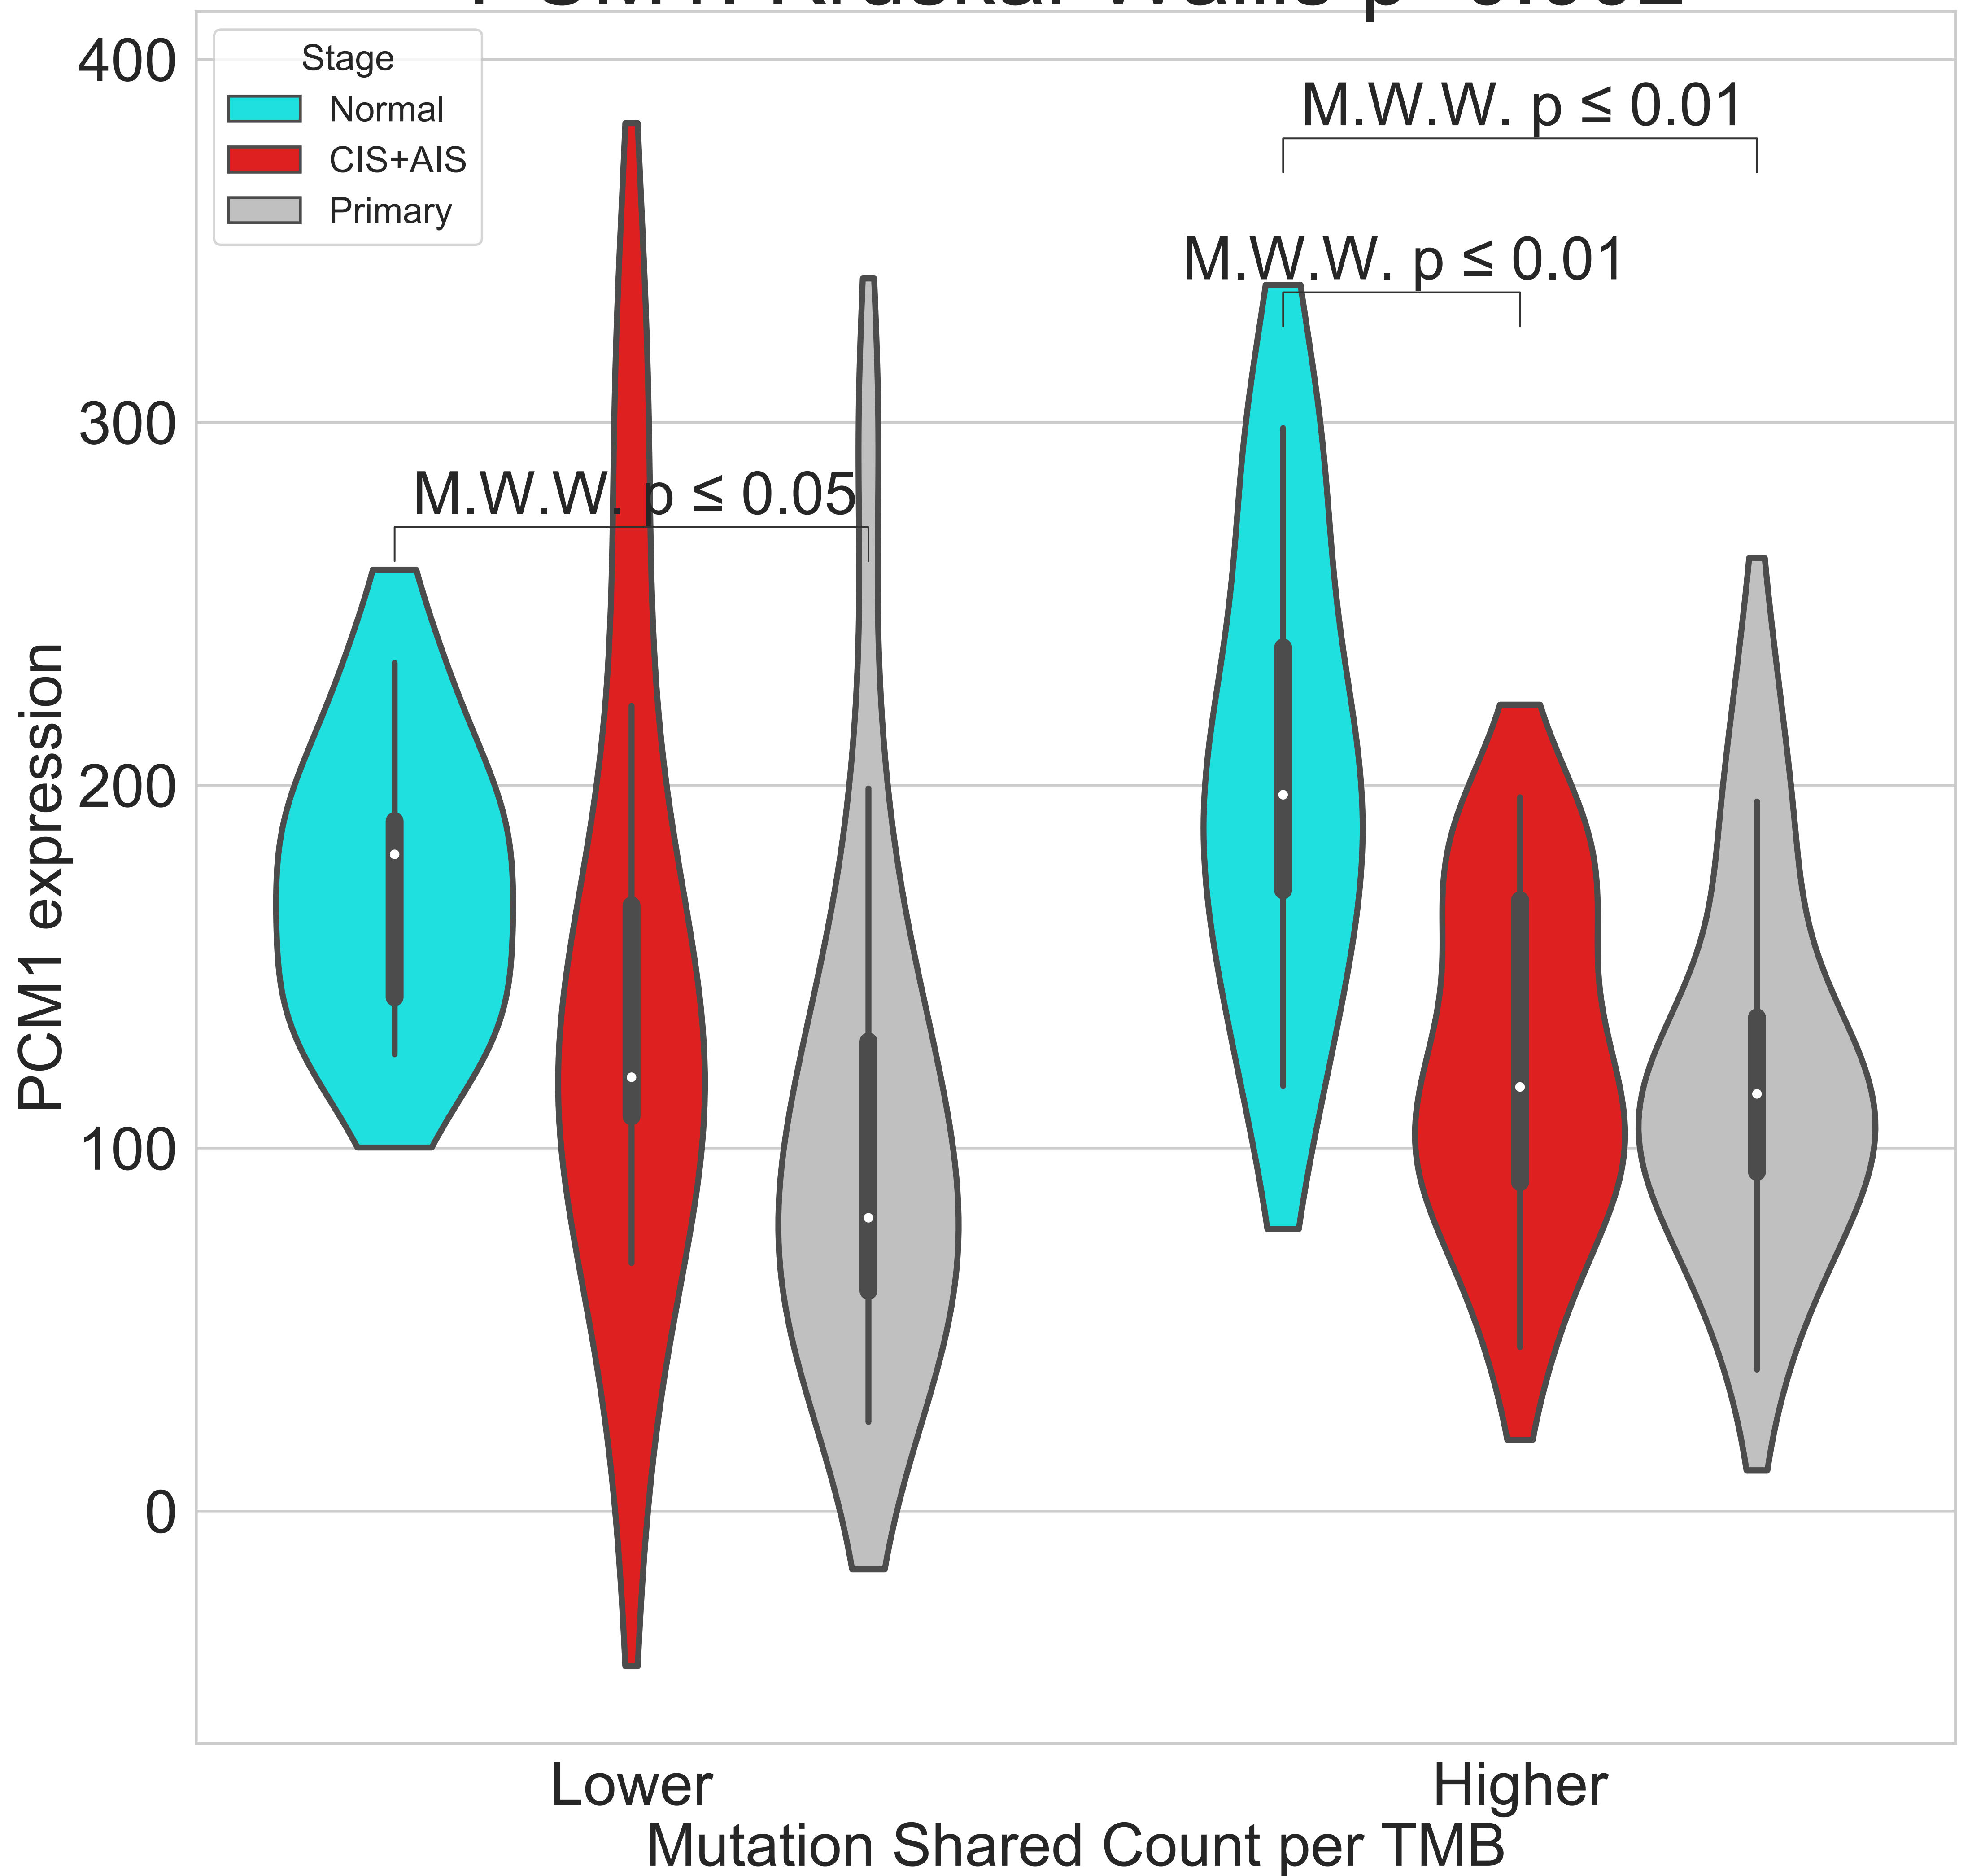 400
300
200
100
0
PCM1 expression
Stage
Normal
CIS+AIS
Primary
M.W.W. p ≤ 0.01
M.W.W. p ≤ 0.01
M.W.W. p ≤ 0.05
Lower
Higher
Mutation Shared Count per TMB